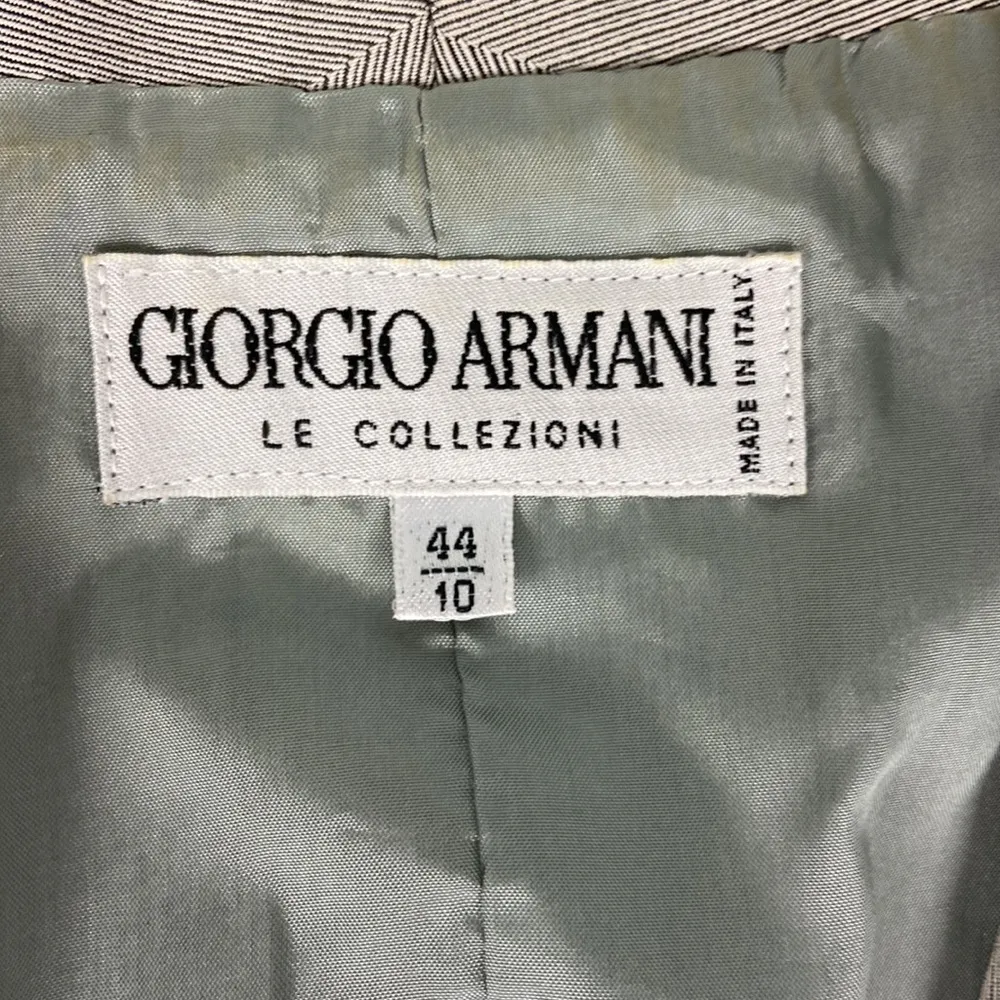 GIORGIO ARMANI
LE COLLEZIONI
MADE IN ITALY
44
10